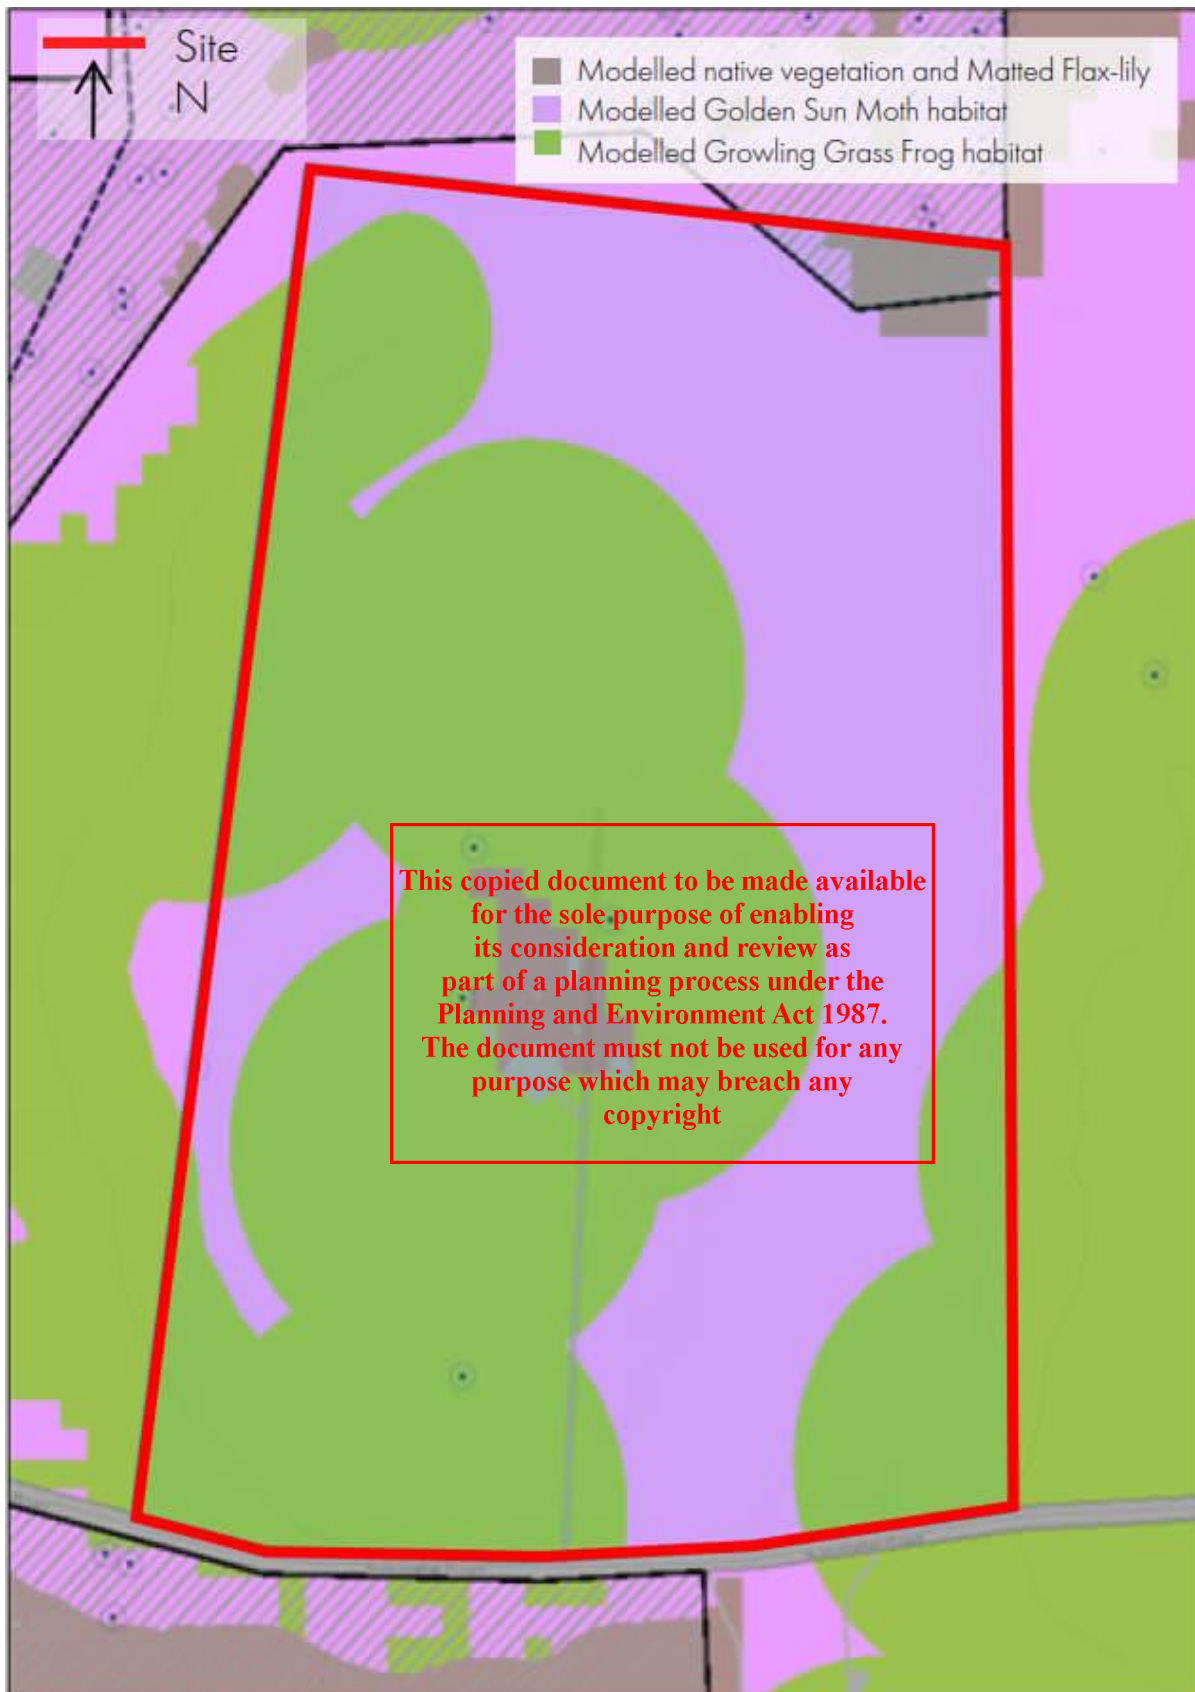 Site
N
Modelled native vegetation and Matted Flax-lily
Modelled Golden Sun Moth habitat
Modelled Growling Grass Frog habitat
This copied document to be made available
for the sole purpose of enabling
its consideration and review as
part of a planning process under the
Planning and Environment Act 1987.
The document must not be used for any
purpose which may breach any
copyright